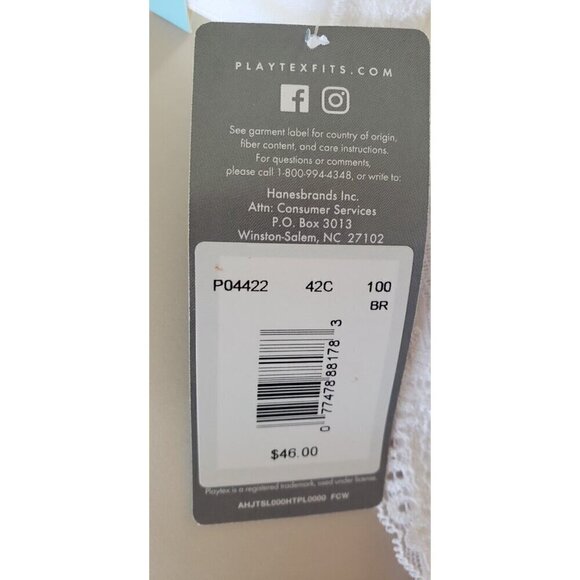 PLAYTEXFITS.COM
See garment label for country of origin,
fiber content, and care instructions.
For questions or comments,
please call 1-800-994-4348, or write to:
Hanesbrands Inc.
Attn: Consumer Services
P.O. Box 3013
Winston-Salem, NC 27102
P04422 42C 100
BR
0 77478 88178 3
$46.00
Playtex is a registered trademark, used under license.
AHJTSL000HTPL0000 FCW